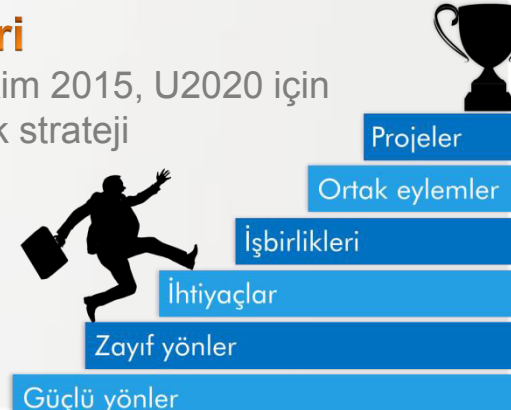 ri
im 2015, U2020 için
k strateji
Projeler
Ortak eylemler
İşbirlikleri
İhtiyaçlar
Zayıf yönler
Güçlü yönler